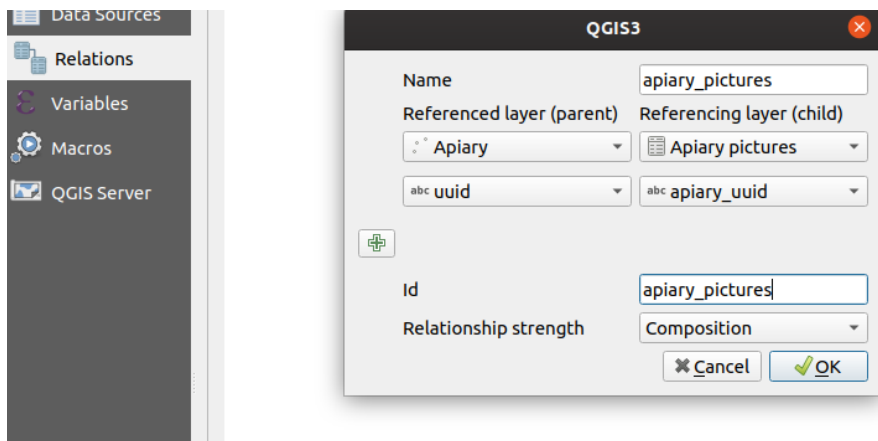 Data Sources
Relations
Variables
Macros
QGIS Server
QGIS3
Name apiary_pictures
Referenced layer (parent) Referencing layer (child)
Apiary Apiary pictures
abc uuid abc apiary_uuid
Id apiary_pictures
Relationship strength Composition
Cancel OK